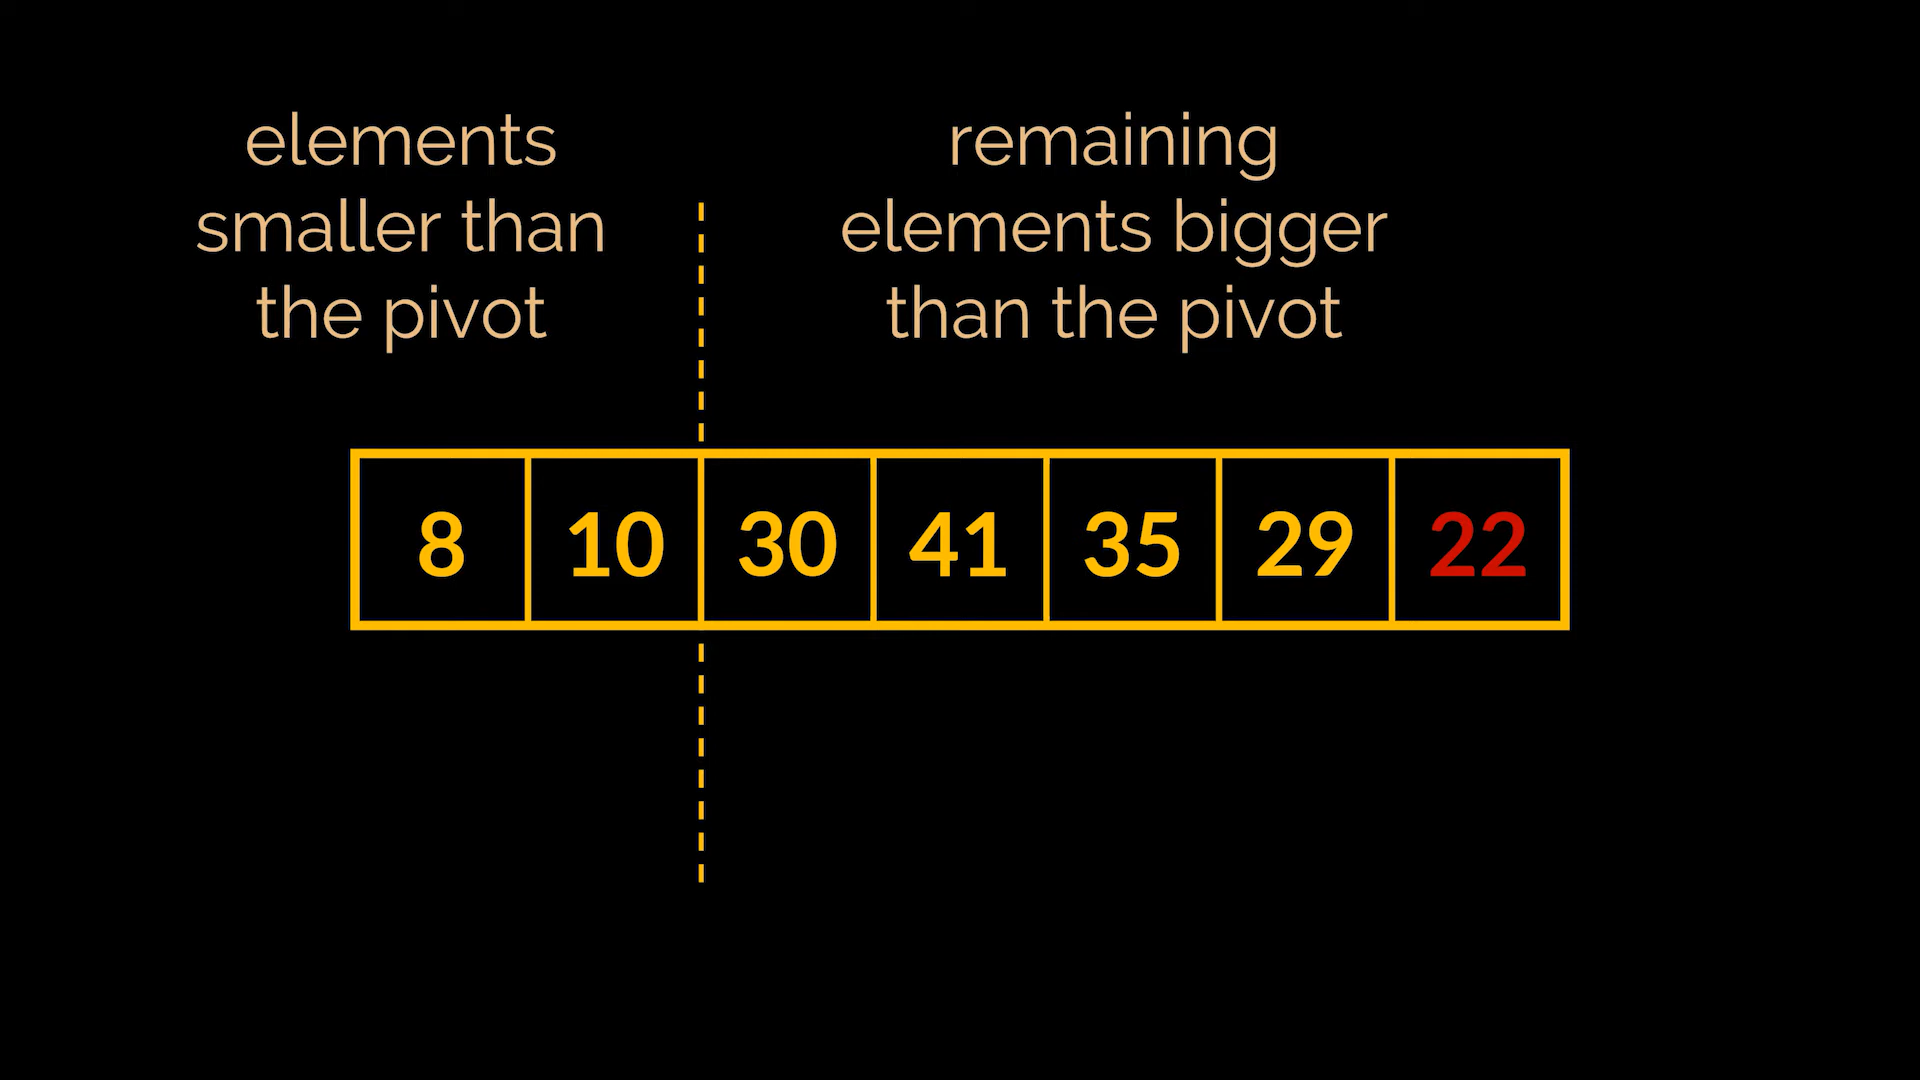 elements
smaller than
the pivot
remaining
elements bigger
than the pivot
8 10 30 41 35 29 22